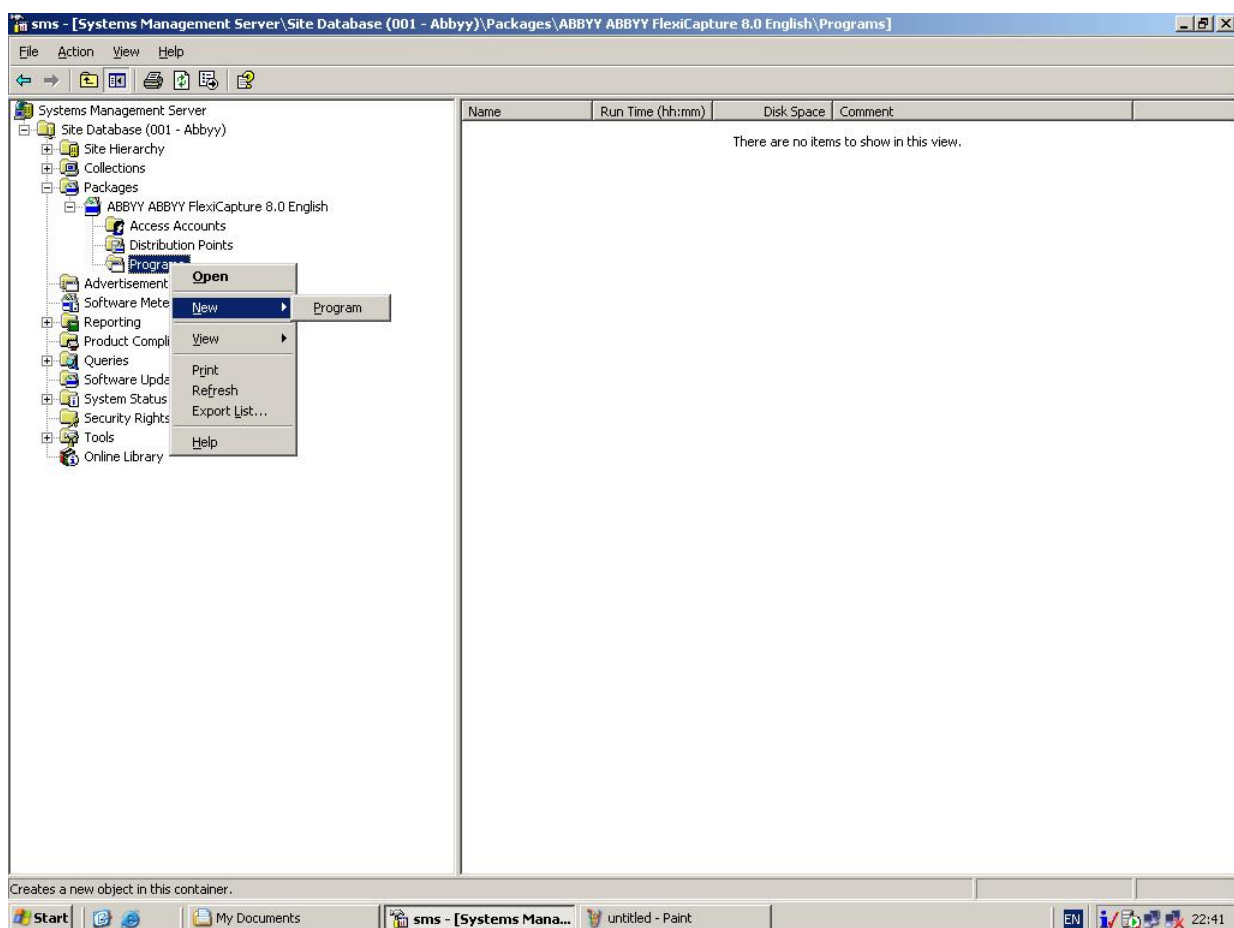 sms - [Systems Management Server\Site Database (001 - Abbyy)\Packages\ABBYY ABBYY FlexiCapture 8.0 English\Programs]
File Action View Help
Systems Management Server
Site Database (001 - Abbyy)
Site Hierarchy
Collections
Packages
ABBYY ABBYY FlexiCapture 8.0 English
Access Accounts
Distribution Points
Progra
Advertisement
Software Mete
Reporting
Product Compli
Queries
Software Upda
System Status
Security Rights
Tools
Online Library
Open
New
Program
View
Print
Refresh
Export List...
Help
Name Run Time (hh:mm) Disk Space Comment
There are no items to show in this view.
Creates a new object in this container.
Start My Documents sms - [Systems Mana... untitled - Paint EN 22:41